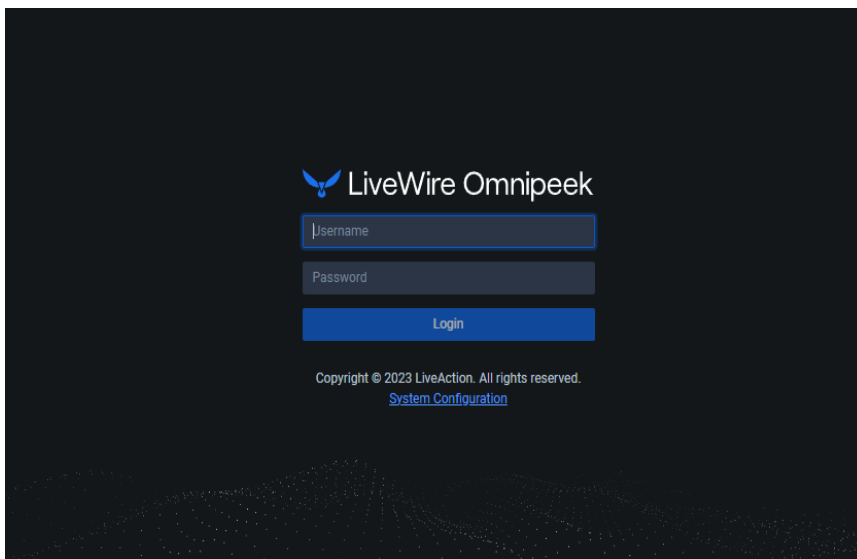 LiveWire Omnipeek
Username
Password
Login
Copyright © 2023 LiveAction. All rights reserved.
System Configuration